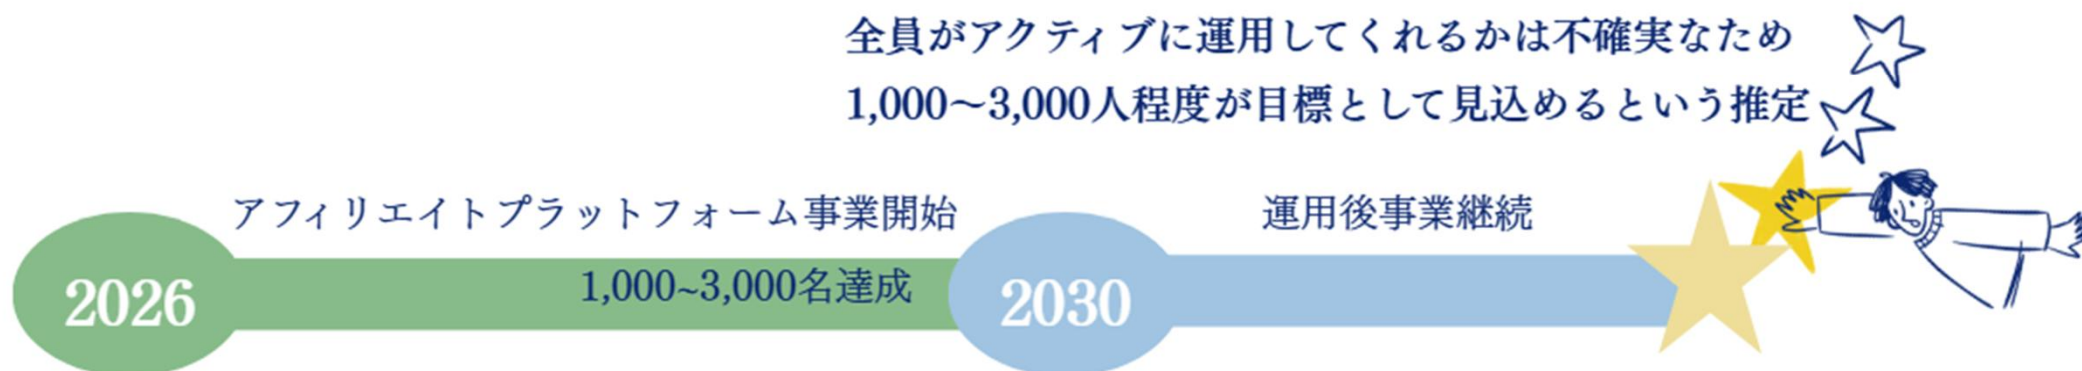 全員がアクティブに運用してくれるかは不確実なため
1,000〜3,000人程度が目標として見込めるという推定
アフィリエイトプラットフォーム事業開始
運用後事業継続
1,000~3,000名達成
2026
2030